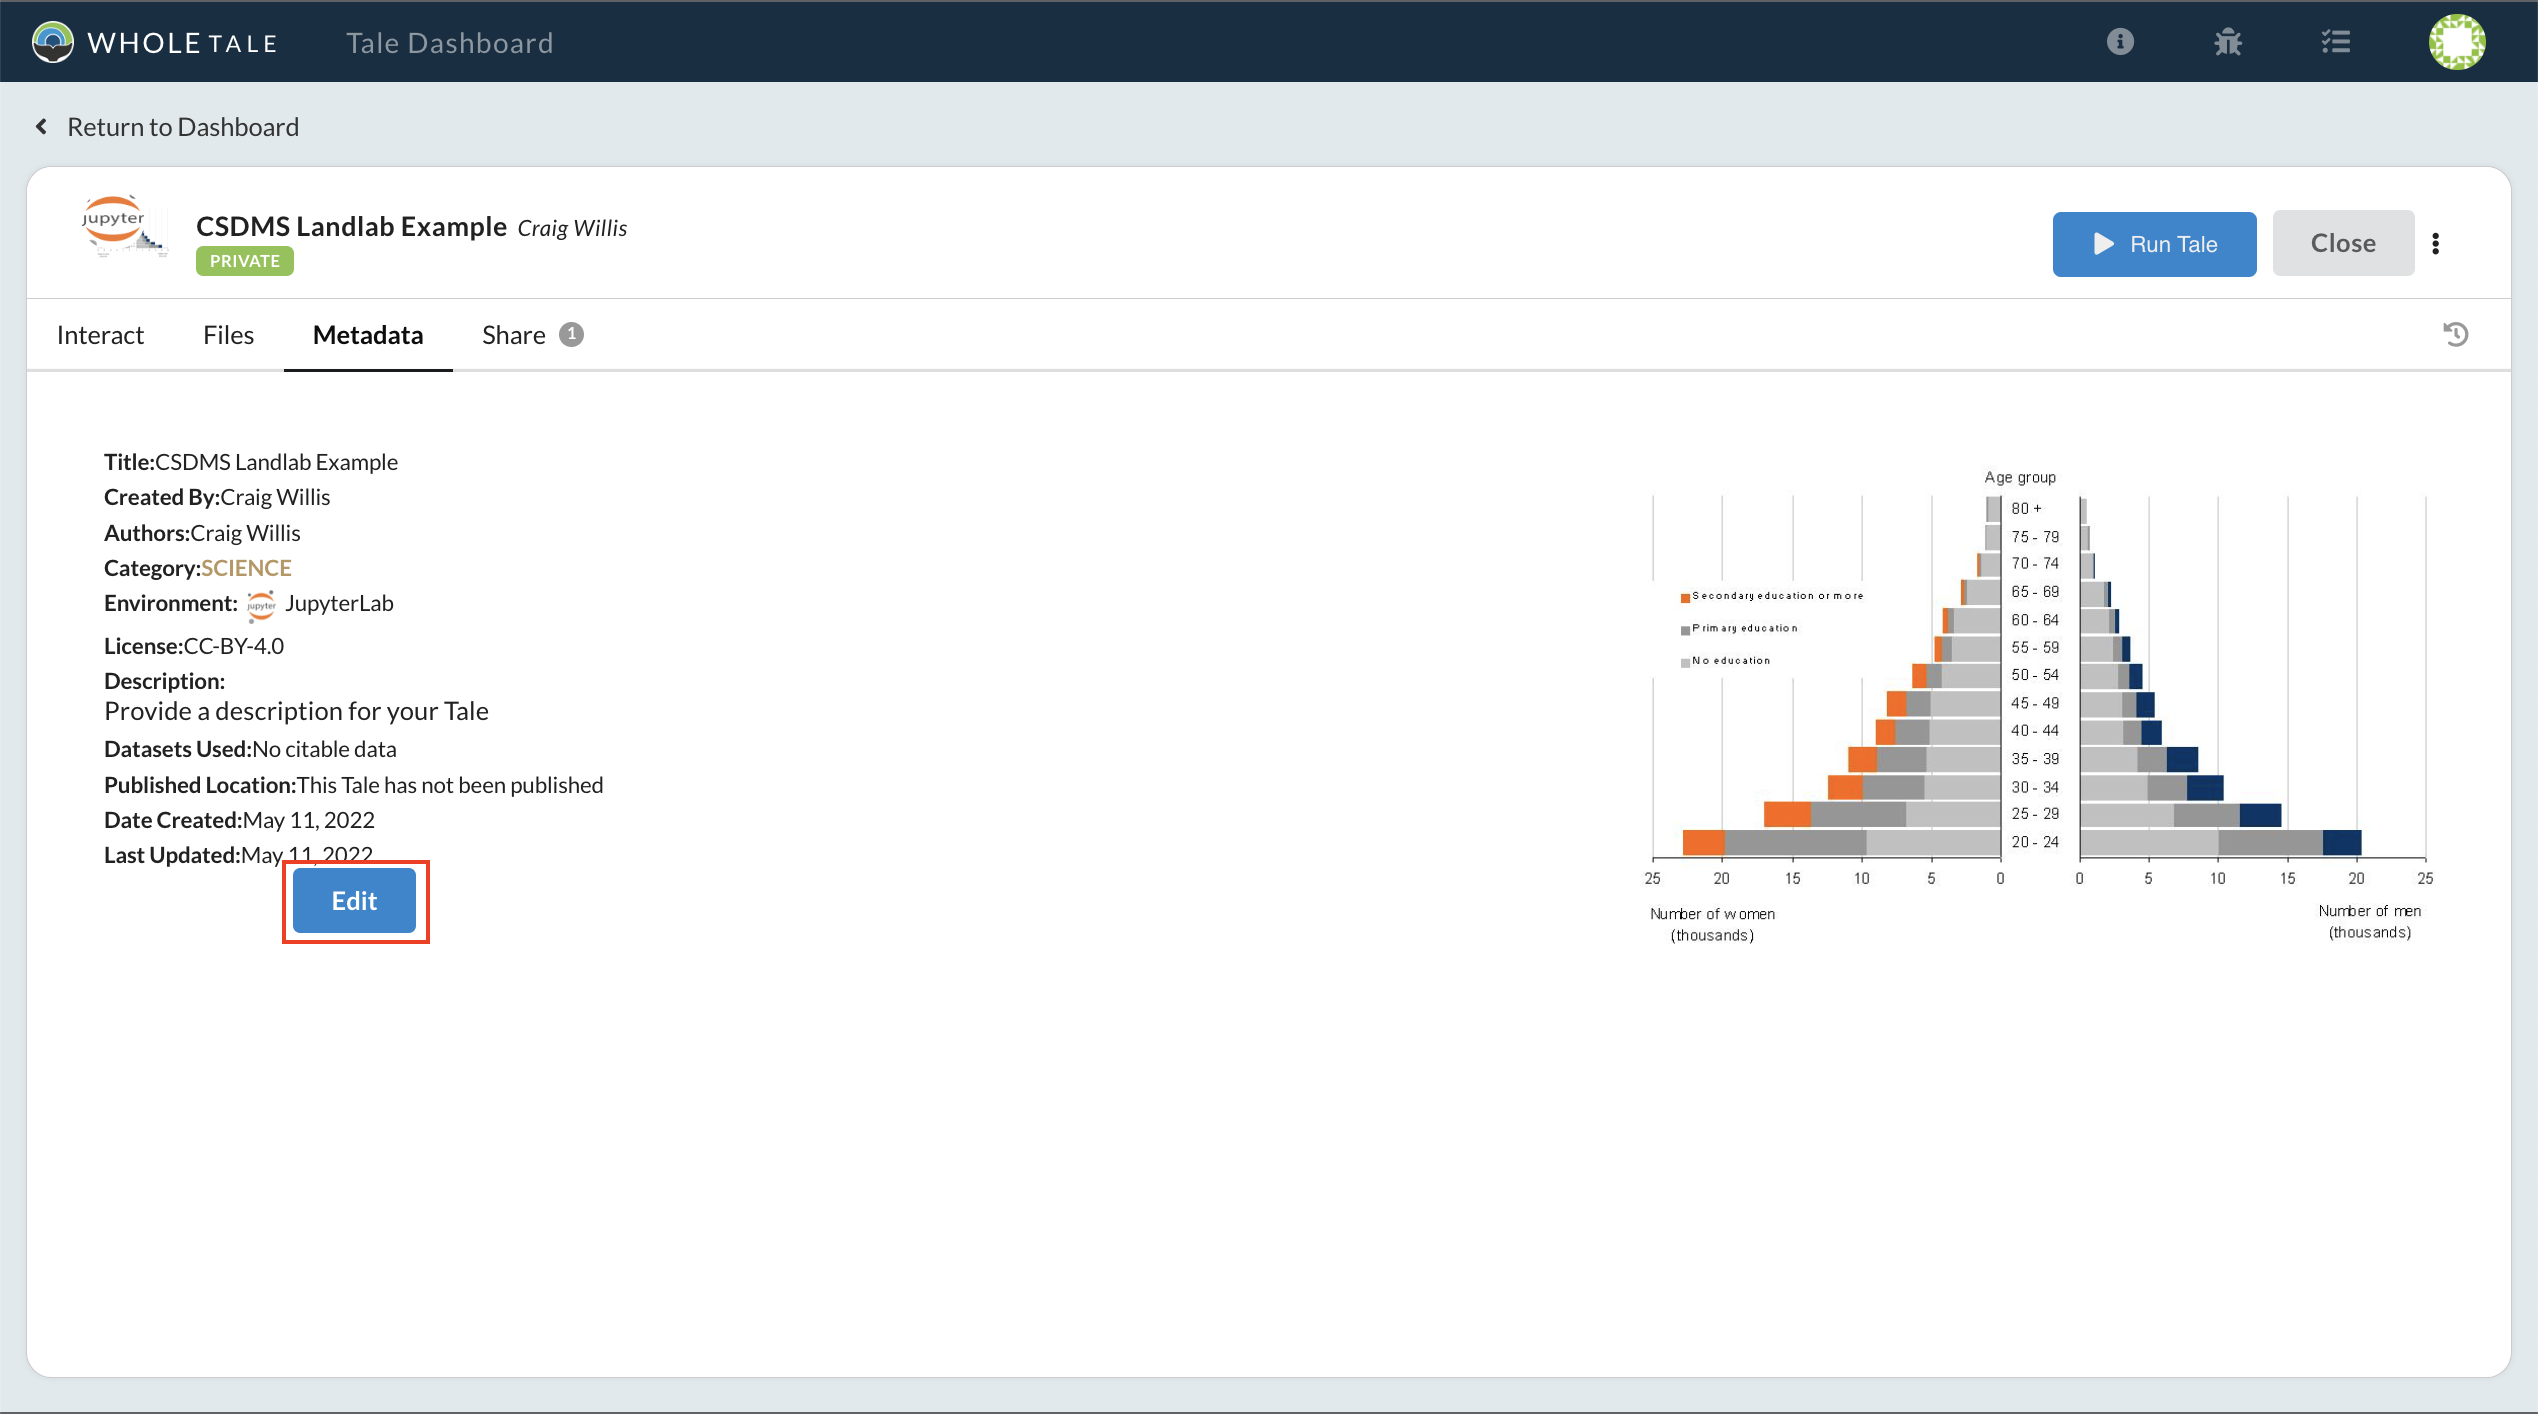 WHOLE TALE Tale Dashboard
Return to Dashboard
jupyter
CSDMS Landlab Example Craig Willis
PRIVATE
Run Tale
Close
Interact
Files
Metadata
Share 1
Title:CSDMS Landlab Example
Created By:Craig Willis
Authors:Craig Willis
Category:SCIENCE
Environment: jupyter JupyterLab
License:CC-BY-4.0
Description:
Provide a description for your Tale
Datasets Used:No citable data
Published Location:This Tale has not been published
Date Created:May 11, 2022
Last Updated:May 11, 2022
Edit
Age group
80 +
75 - 79
70 - 74
65 - 69
60 - 64
55 - 59
50 - 54
45 - 49
40 - 44
35 - 39
30 - 34
25 - 29
20 - 24
Secondary education or more
Primary education
No education
25 20 15 10 5 0
0 5 10 15 20 25
Number of women
(thousands)
Number of men
(thousands)